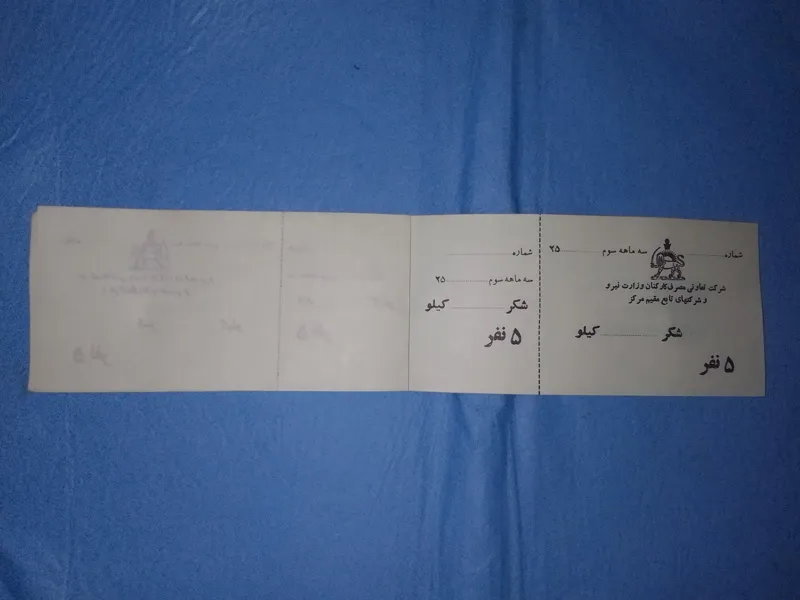 شماره
سه ماهه سوم ۲۵
شرکت تعاونی مصرف کارکنان وزارت نیرو
و شرکتهای تابع مقیم مرکز
شکر کیلو
۵ نفر
شماره
سه ماهه سوم ۲۵
شکر کیلو
۵ نفر